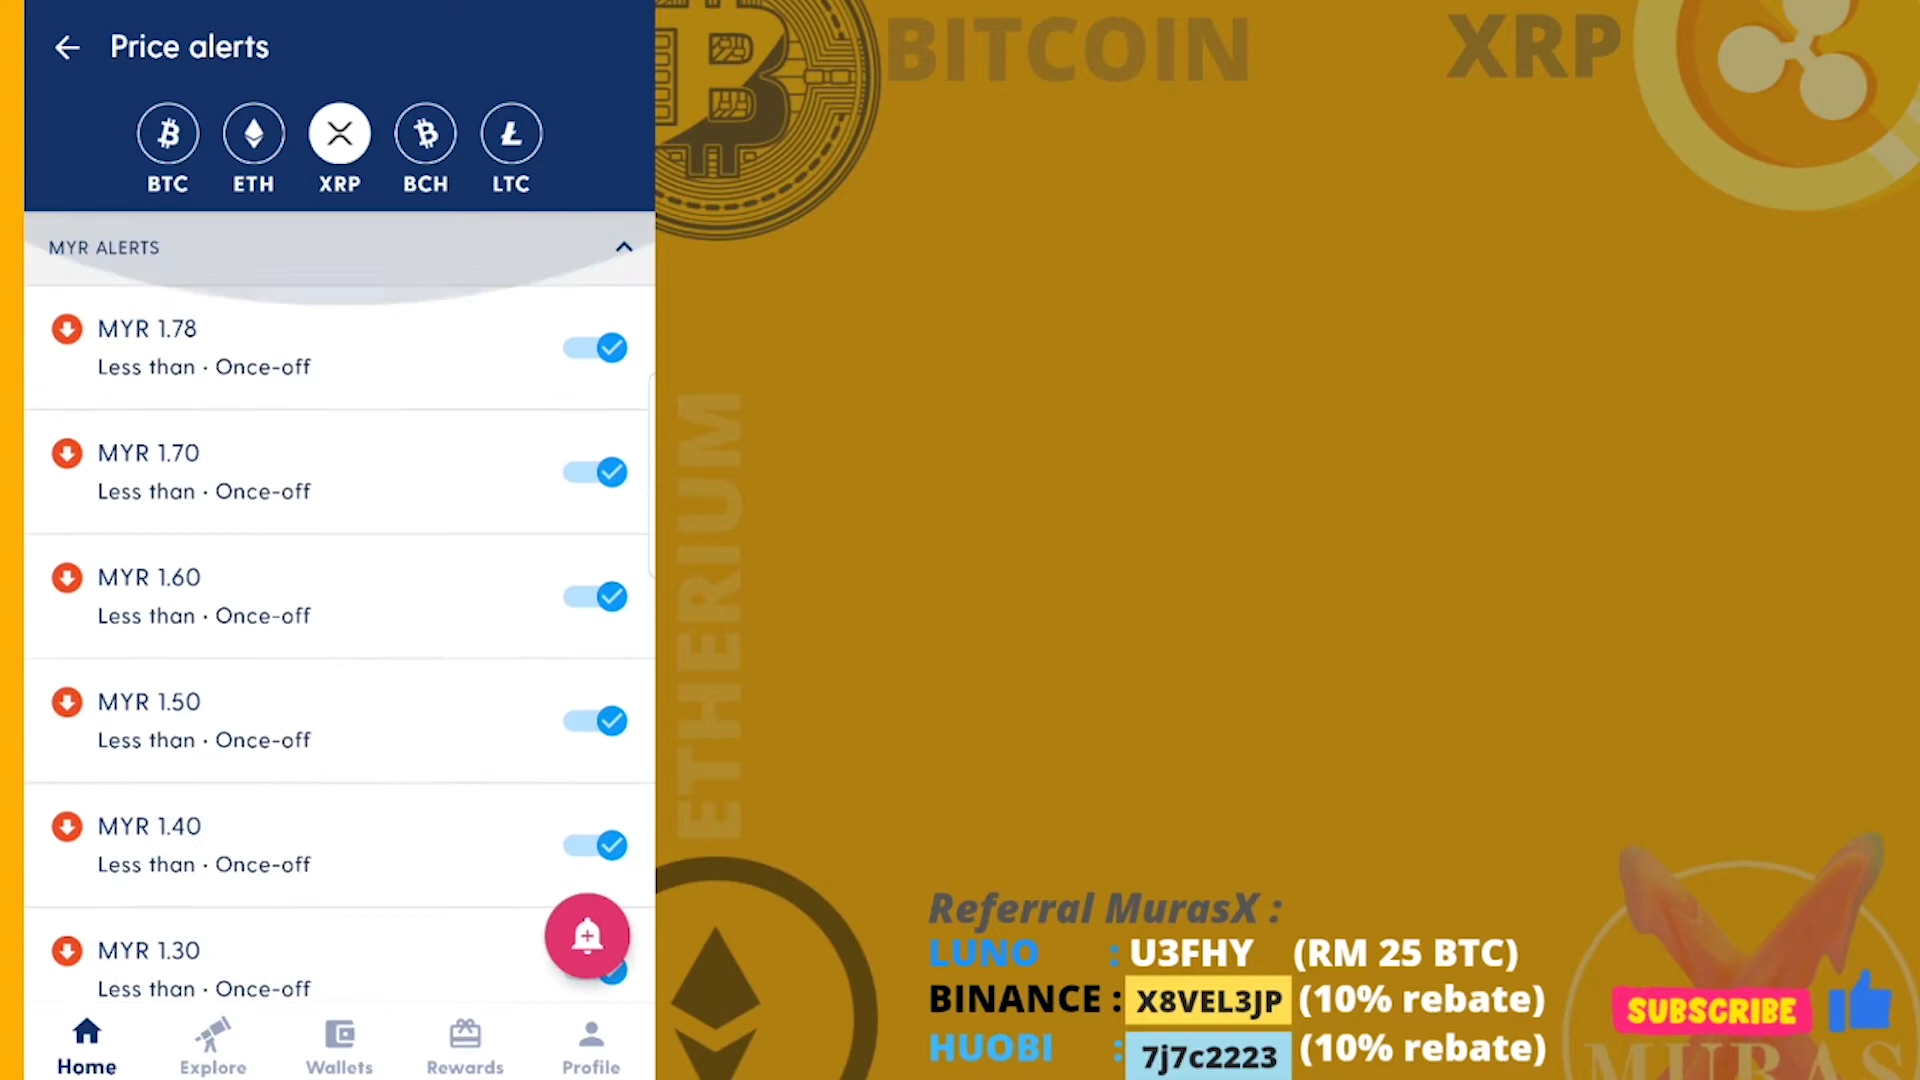 Price alerts
BTC ETH XRP BCH LTC
MYR ALERTS
MYR 1.78
Less than · Once-off
MYR 1.70
Less than · Once-off
MYR 1.60
Less than · Once-off
MYR 1.50
Less than · Once-off
MYR 1.40
Less than · Once-off
MYR 1.30
Less than · Once-off
Home Explore Wallets Rewards Profile
BITCOIN
XRP
ETHERIUM
Referral MurasX :
LUNO : U3FHY (RM 25 BTC)
BINANCE : X8VEL3JP (10% rebate)
HUOBI : 7j7c2223 (10% rebate)
SUBSCRIBE
MURAS